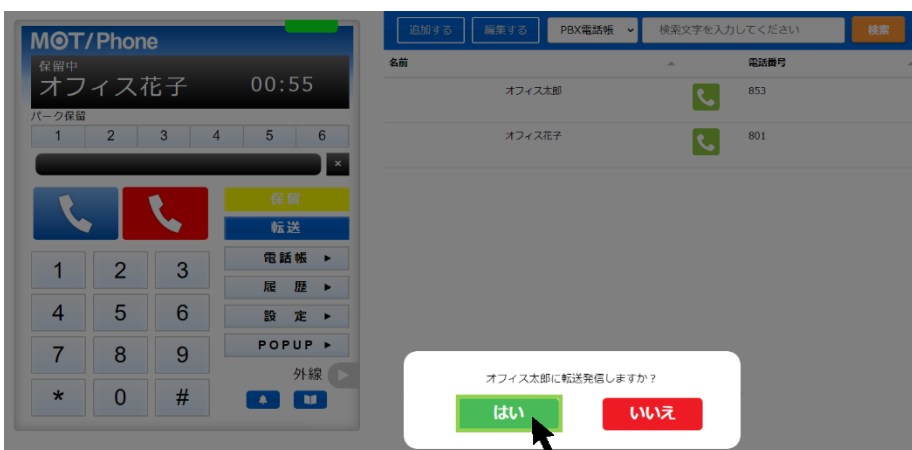 MOT/Phone
保留中
オフィス花子 00:55
パーク保留
1 2 3 4 5 6
×
保留
転送
電話帳
履歴
設定
POPUP
外線
1 2 3
4 5 6
7 8 9
* 0 #
追加する 編集する PBX電話帳 検索文字を入力してください 検索
名前 電話番号
オフィス太郎 853
オフィス花子 801
オフィス太郎に転送発信しますか？
はい いいえ